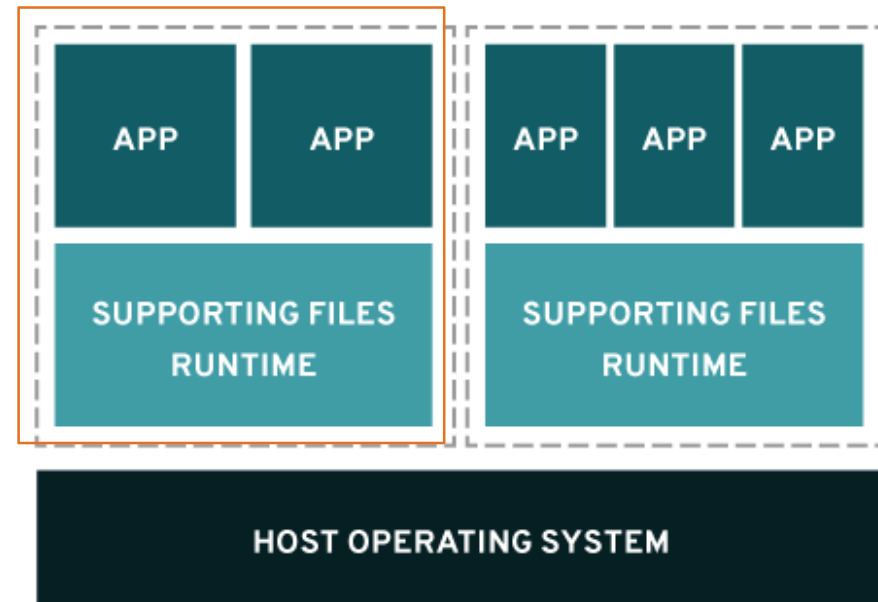 APP
APP
APP
APP
APP
SUPPORTING FILES
RUNTIME
SUPPORTING FILES
RUNTIME
HOST OPERATING SYSTEM